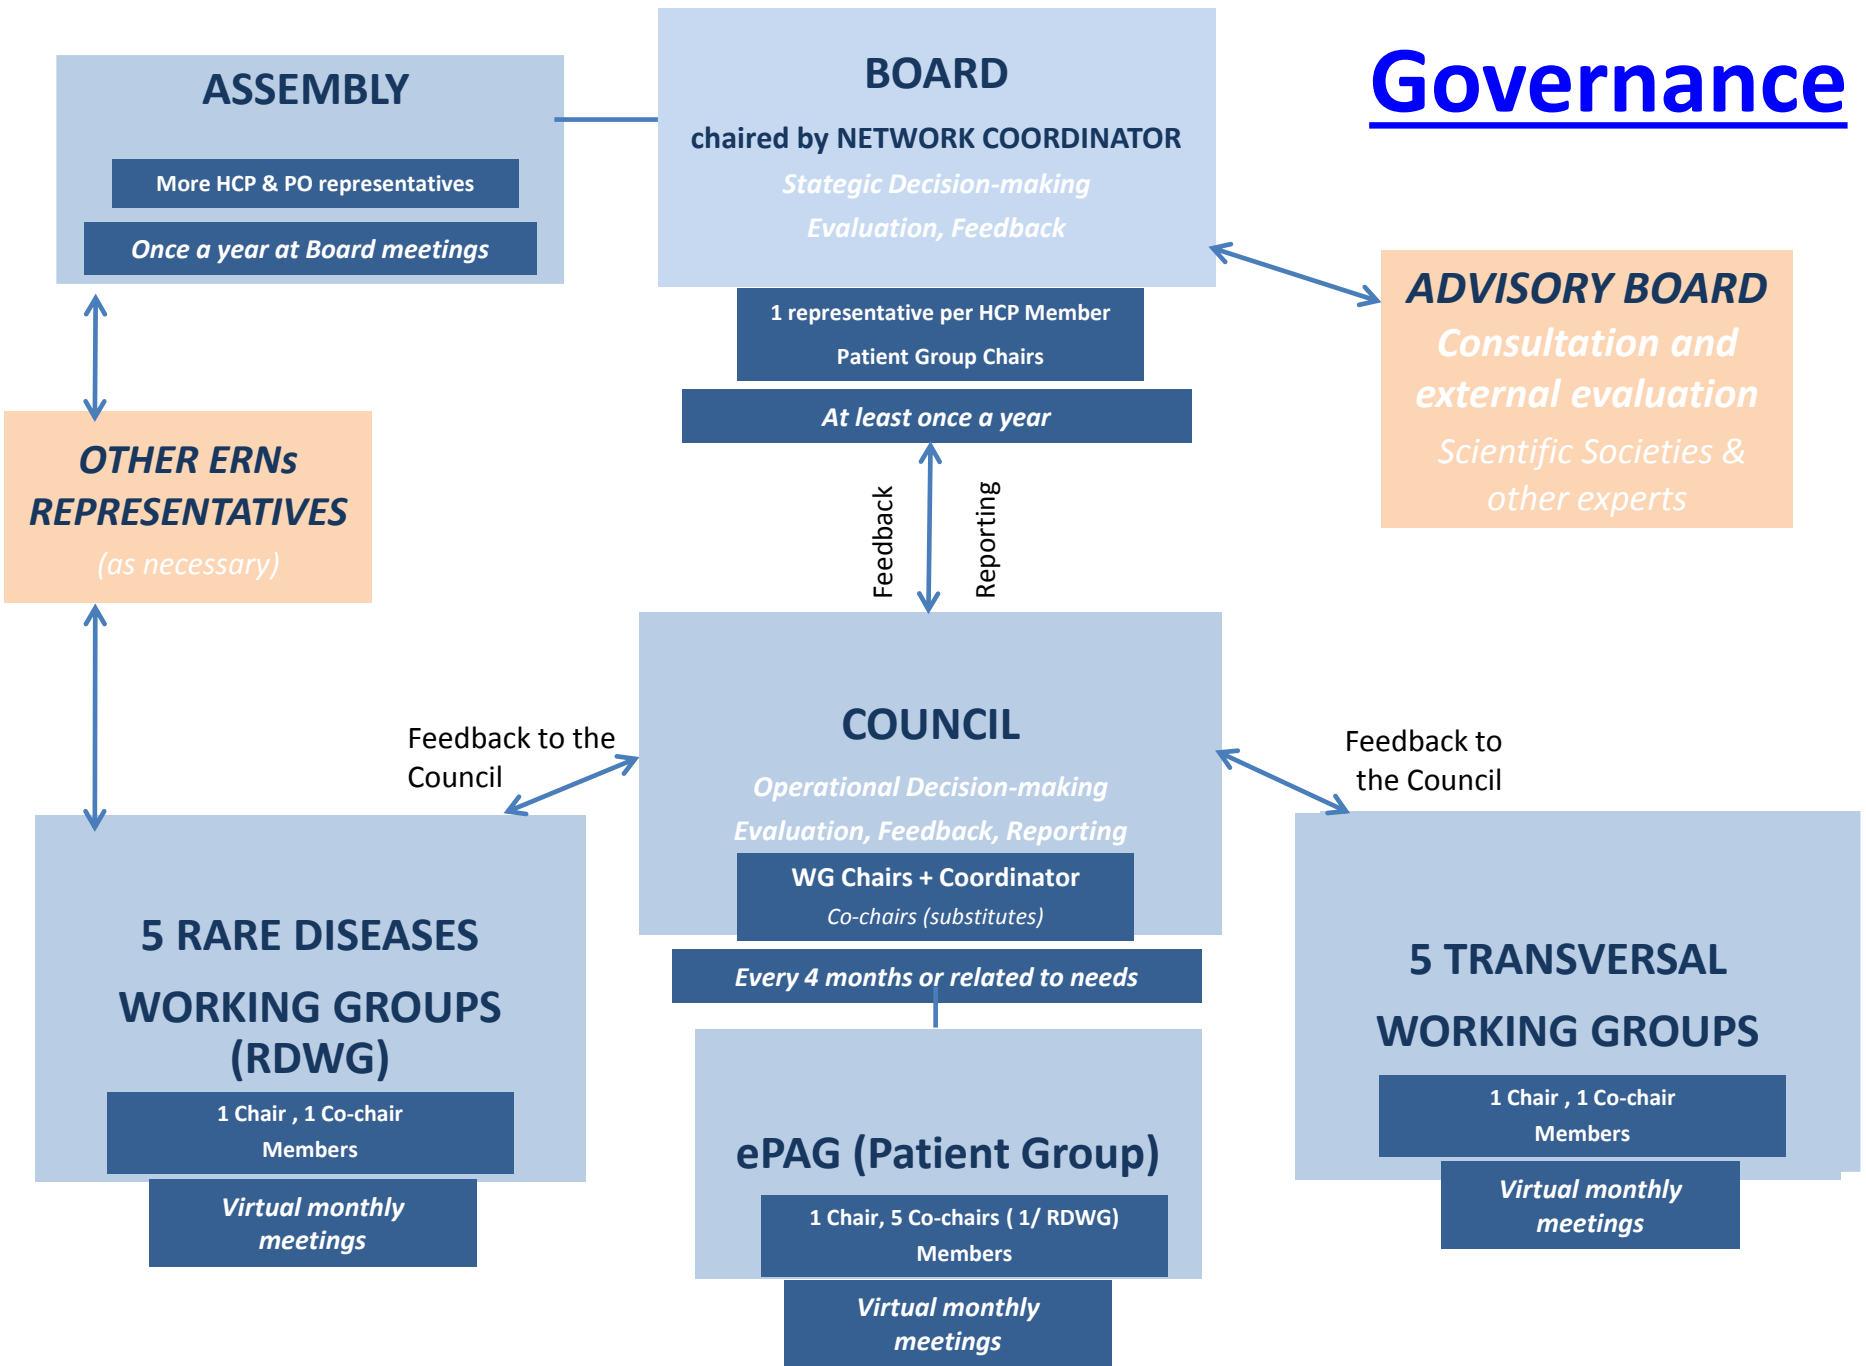 Governance
ASSEMBLY
More HCP & PO representatives
Once a year at Board meetings
BOARD
chaired by NETWORK COORDINATOR
Stategic Decision-making
Evaluation, Feedback
1 representative per HCP Member
Patient Group Chairs
At least once a year
ADVISORY BOARD
Consultation and
external evaluation
Scientific Societies &
other experts
OTHER ERNs
REPRESENTATIVES
(as necessary)
Feedback
Reporting
Feedback to the
Council
COUNCIL
Operational Decision-making
Evaluation, Feedback, Reporting
WG Chairs + Coordinator
Co-chairs (substitutes)
Every 4 months or related to needs
Feedback to
the Council
5 RARE DISEASES
WORKING GROUPS
(RDWG)
1 Chair , 1 Co-chair
Members
Virtual monthly
meetings
ePAG (Patient Group)
1 Chair, 5 Co-chairs ( 1/ RDWG)
Members
Virtual monthly
meetings
5 TRANSVERSAL
WORKING GROUPS
1 Chair , 1 Co-chair
Members
Virtual monthly
meetings